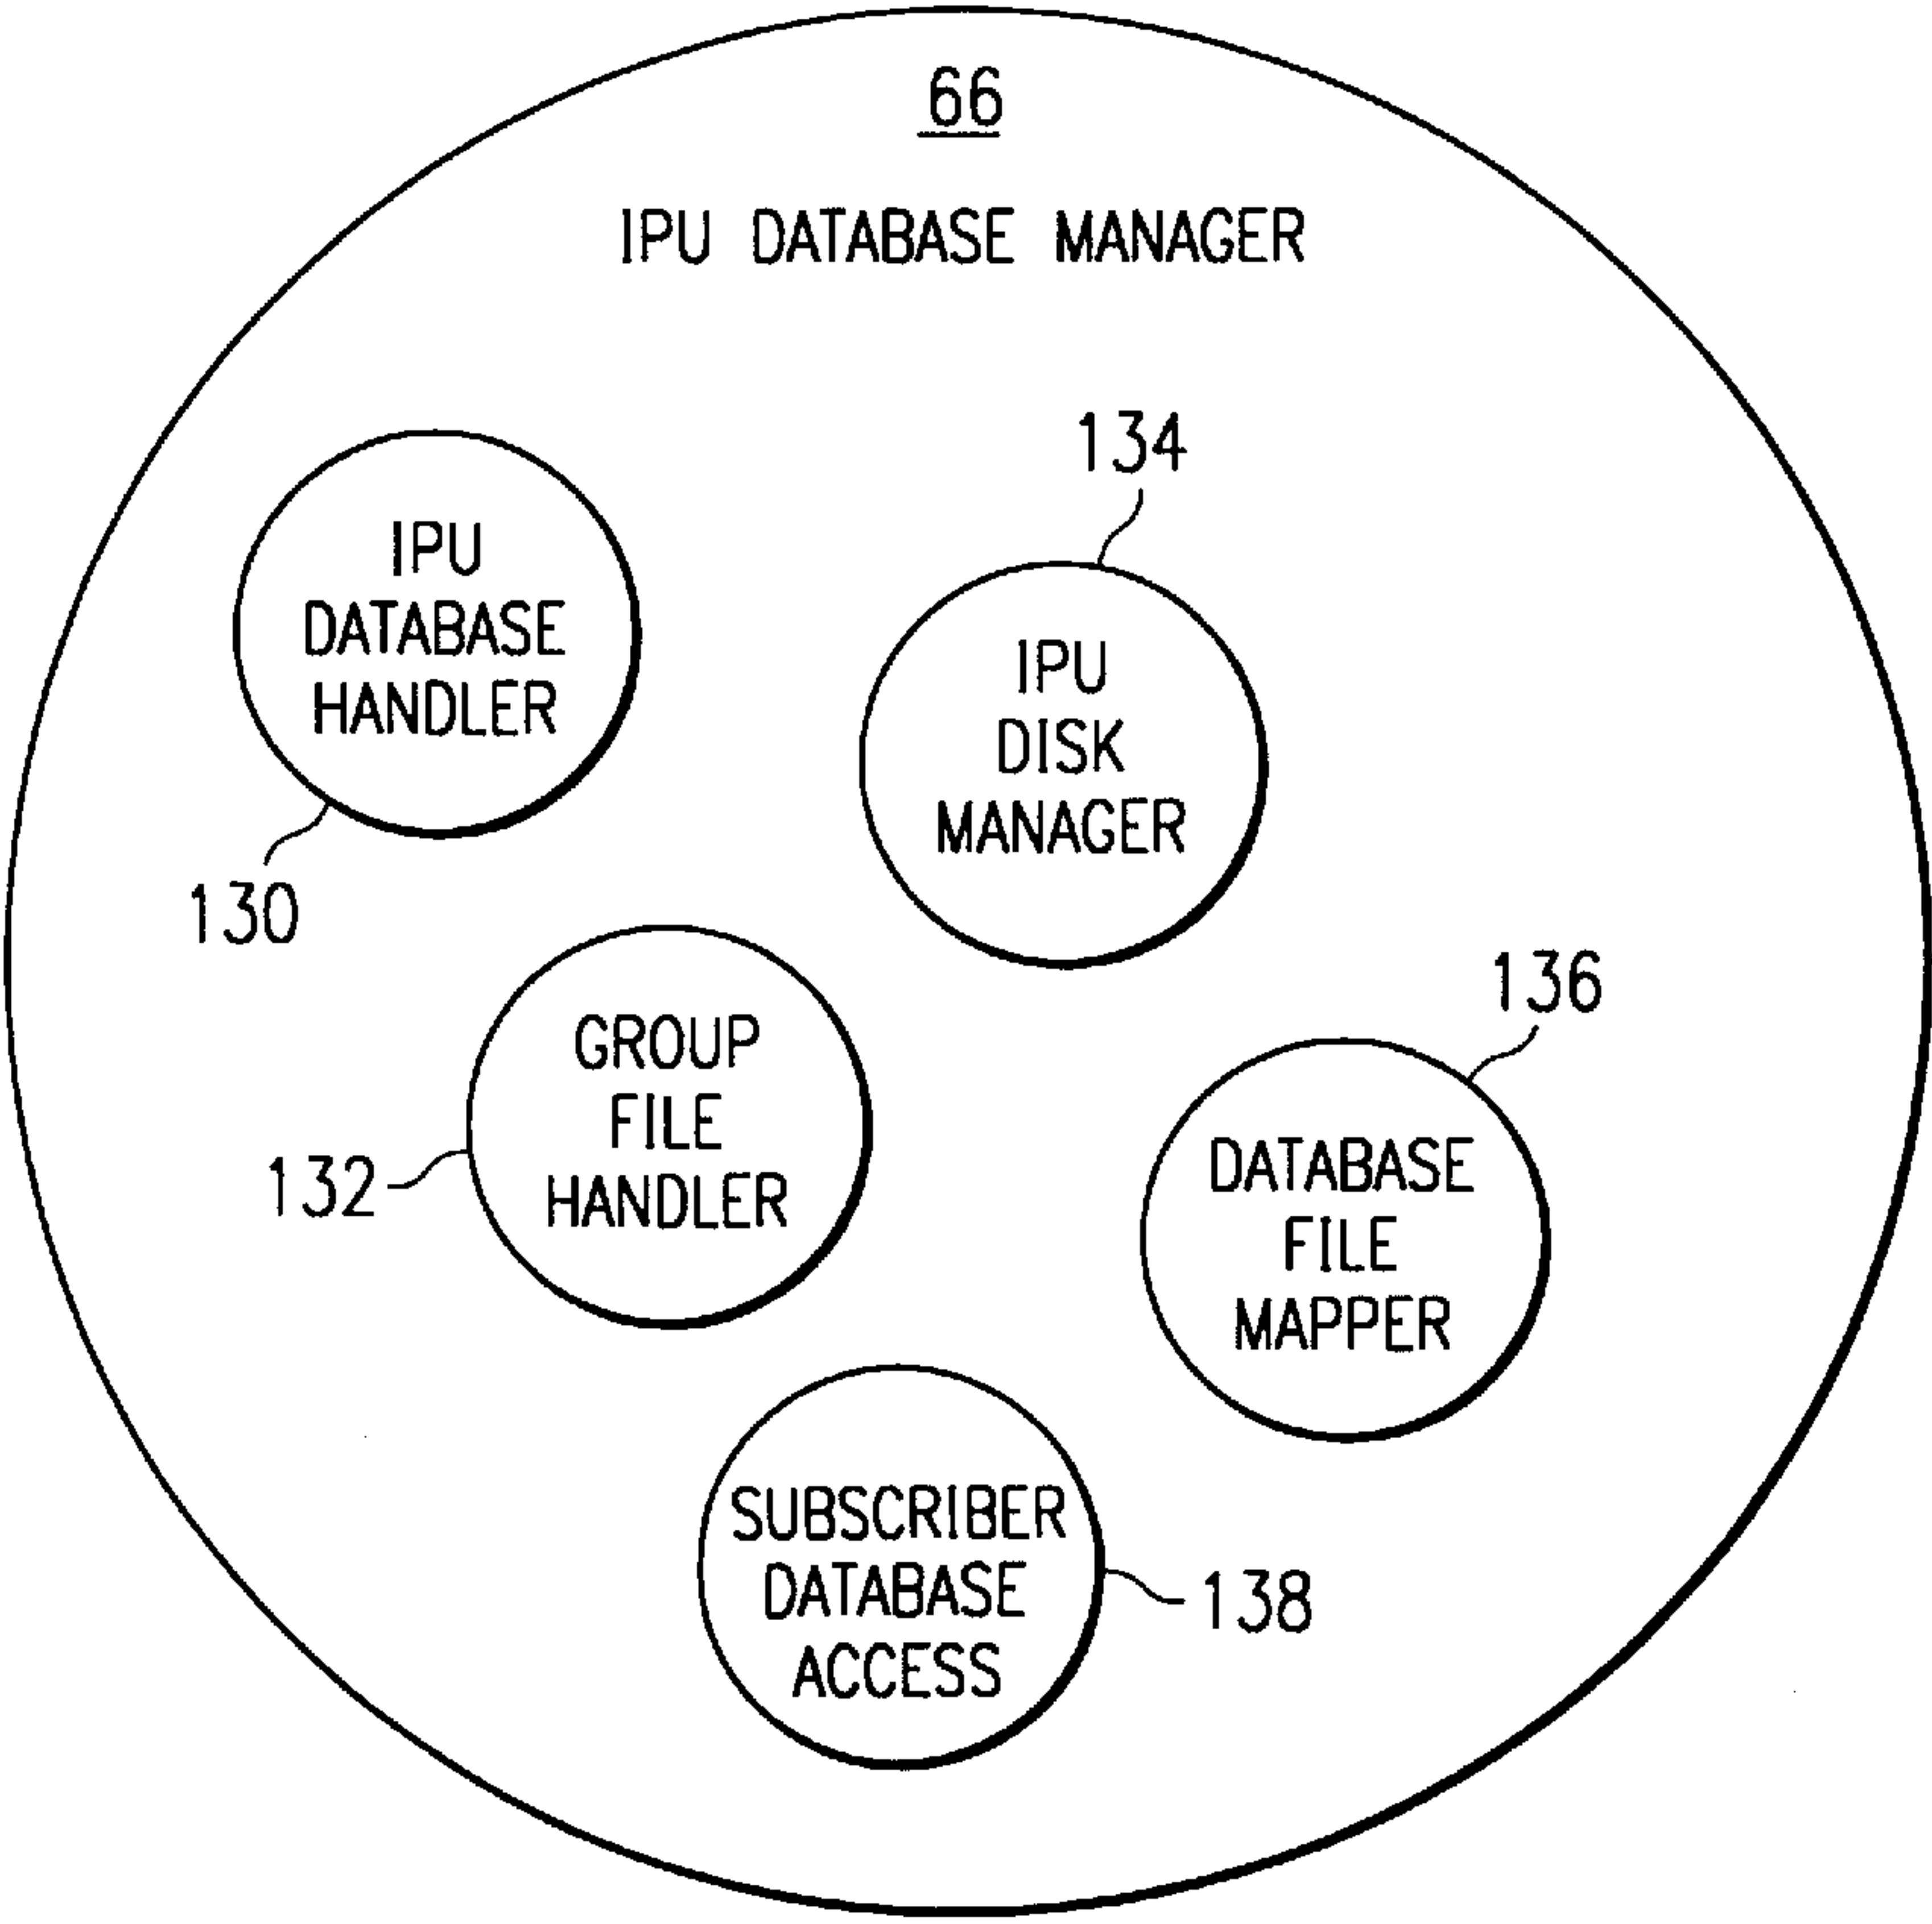 66
IPU DATABASE MANAGER
134
IPU
DATABASE
HANDLER
IPU
DISK
MANAGER
130
136
GROUP
FILE
HANDLER
132
DATABASE
FILE
MAPPER
SUBSCRIBER
DATABASE
ACCESS
138